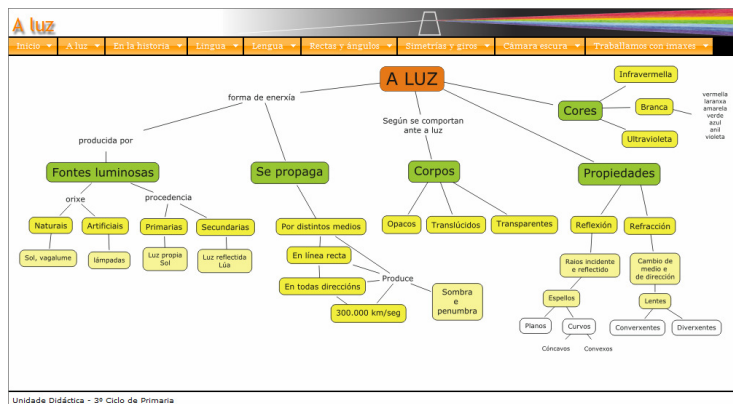 A luz
Inicio
A luz
En la historia
Lingua
Lengua
Rectas y ángulos
Simetrías y giros
Cámara escura
Traballamos con imaxes
A LUZ
forma de enerxía
producida por
Fontes luminosas
orixe
procedencia
Naturais
Artificiais
Primarias
Secundarias
Sol, vagalume
lámpadas
Luz propia
Sol
Luz reflectida
Lúa
Se propaga
Por distintos medios
En línea recta
En todas direccións
300.000 km/seg
Produce
Sombra
e
penumbra
Según se comportan
ante a luz
Corpos
Opacos
Translúcidos
Transparentes
Cores
Infravermella
Branca
Ultravioleta
vermella
laranxa
amarela
verde
azul
anil
violeta
Propiedades
Reflexión
Refracción
Raios incidente
e reflectido
Cambio de
medio e
de dirección
Espellos
Lentes
Planos
Curvos
Converxentes
Diverxentes
Cóncavos
Convexos
Unidade Didáctica - 3º Ciclo de Primaria